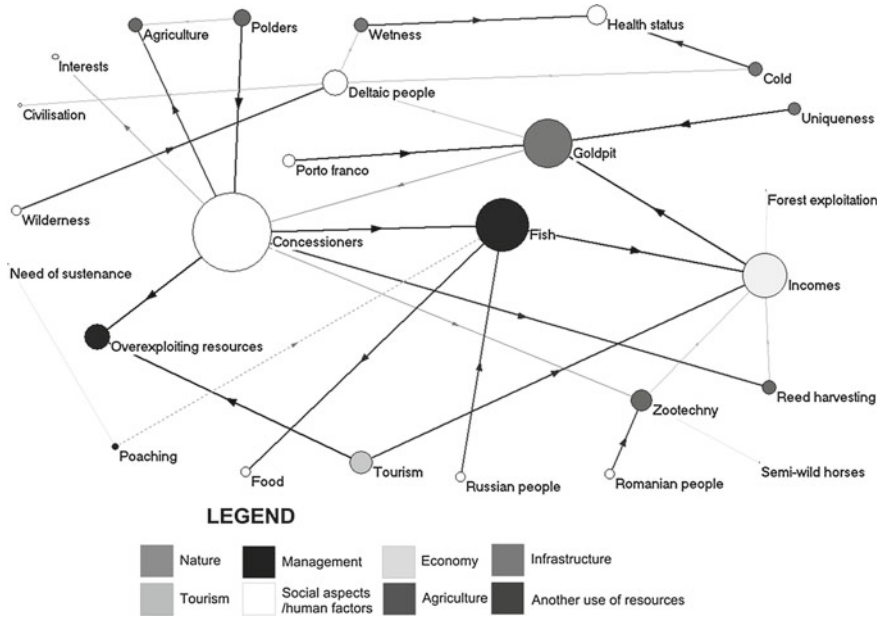 Agriculture
Polders
Wetness
Health status
Interests
Cold
Deltaic people
Civilisation
Uniqueness
Goldpit
Porto franco
Forest exploitation
Wilderness
Concessioners
Fish
Need of sustenance
Incomes
Overexploiting resources
Reed harvesting
Zootechny
Poaching
Food
Tourism
Russian people
Romanian people
Semi-wild horses
LEGEND
Nature
Management
Economy
Infrastructure
Tourism
Social aspects
/human factors
Agriculture
Another use of resources